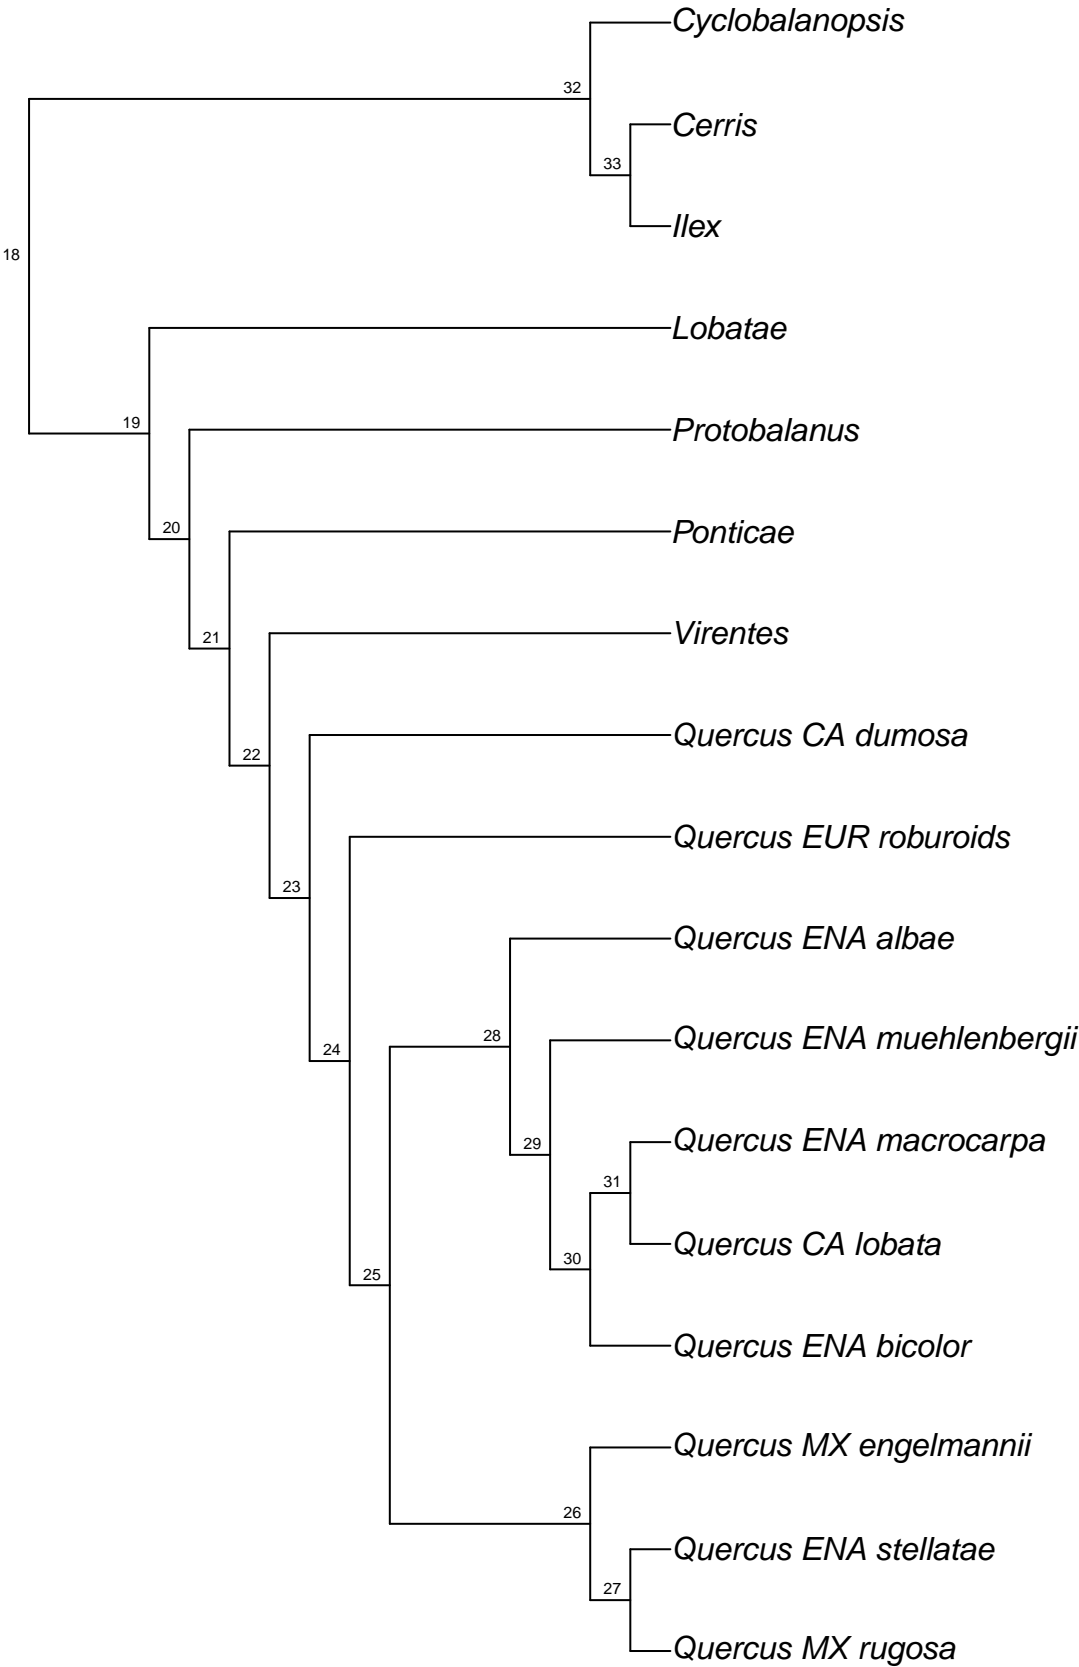 Cyclobalanopsis
32
Cerris
33
Ilex
18
Lobatae
19
Protobalanus
20
Ponticae
21
Virentes
22
Quercus CA dumosa
23
Quercus EUR roburoids
24
Quercus ENA albae
28
Quercus ENA muehlenbergii
29
Quercus ENA macrocarpa
31
Quercus CA lobata
30
25
Quercus ENA bicolor
Quercus MX engelmannii
26
Quercus ENA stellatae
27
Quercus MX rugosa